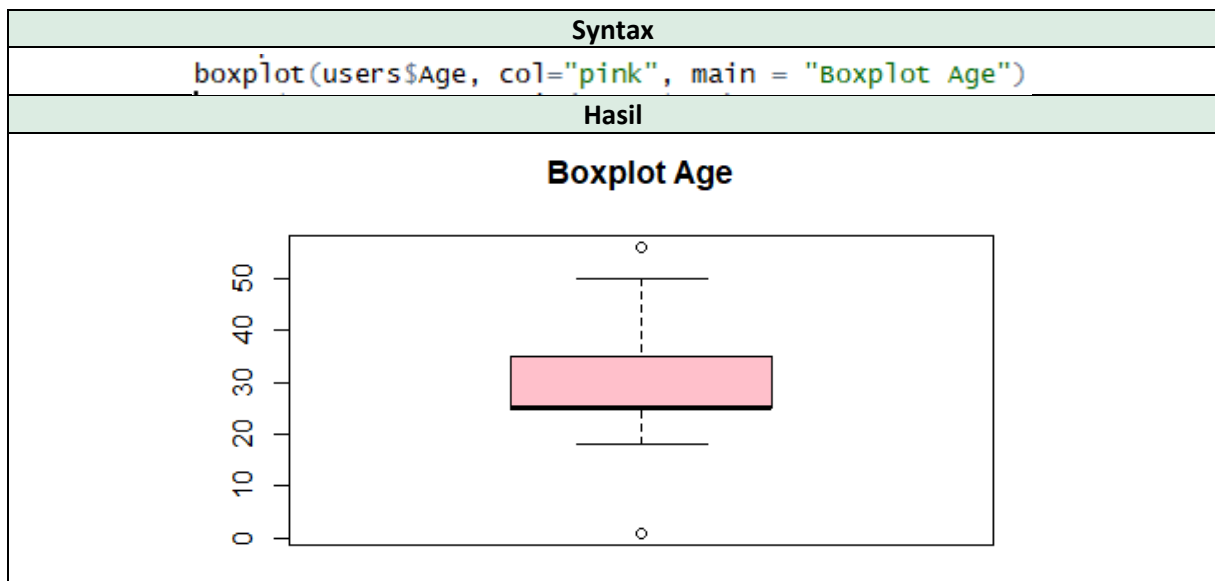 Syntax
boxplot(users$Age, col="pink", main = "Boxplot Age")
Hasil
Boxplot Age
50
40
30
20
10
0